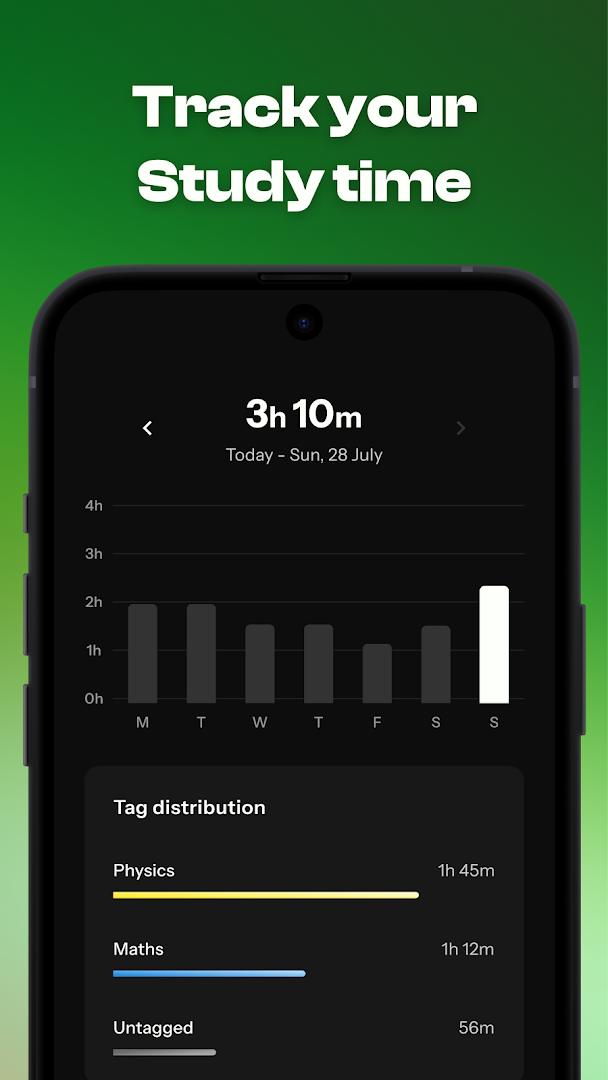 Track your
Study time
3h 10m
Today - Sun, 28 July
4h
3h
2h
1h
0h
M T W T F S S
Tag distribution
Physics 1h 45m
Maths 1h 12m
Untagged 56m